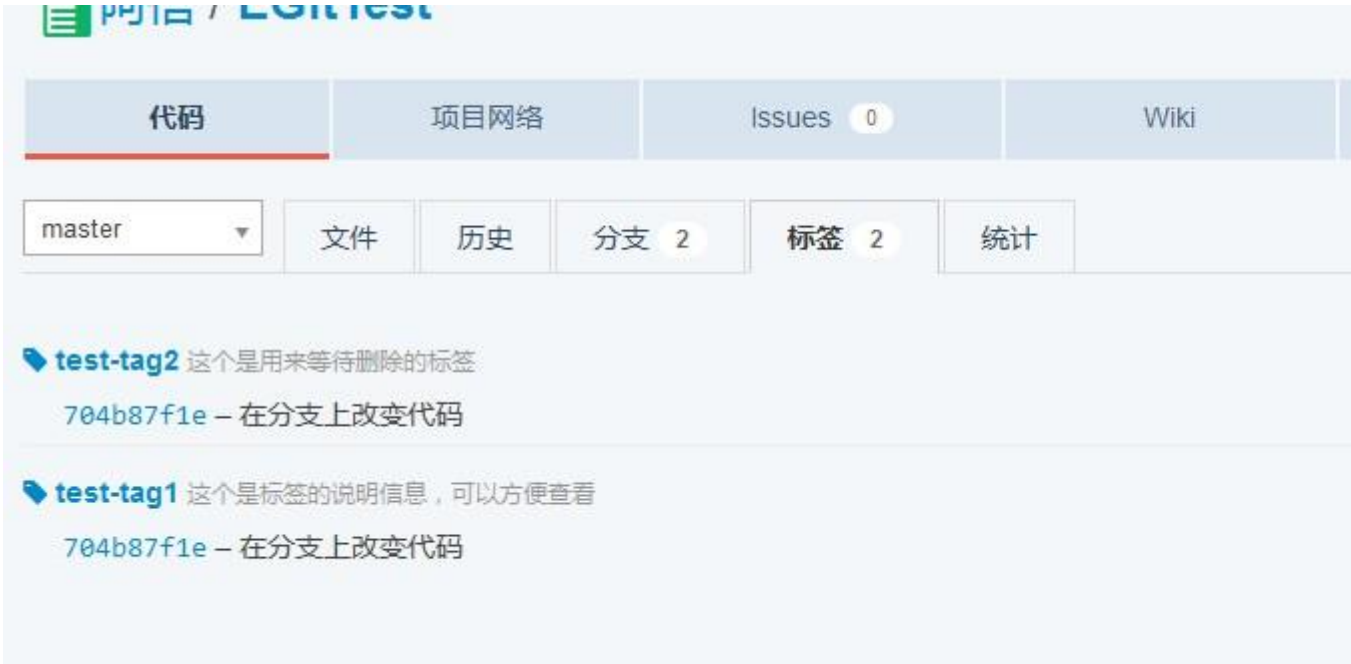 阿信 / EGitTest
代码 项目网络 Issues 0 Wiki
master 文件 历史 分支 2 标签 2 统计
test-tag2 这个是用来等待删除的标签
704b87f1e – 在分支上改变代码
test-tag1 这个是标签的说明信息，可以方便查看
704b87f1e – 在分支上改变代码